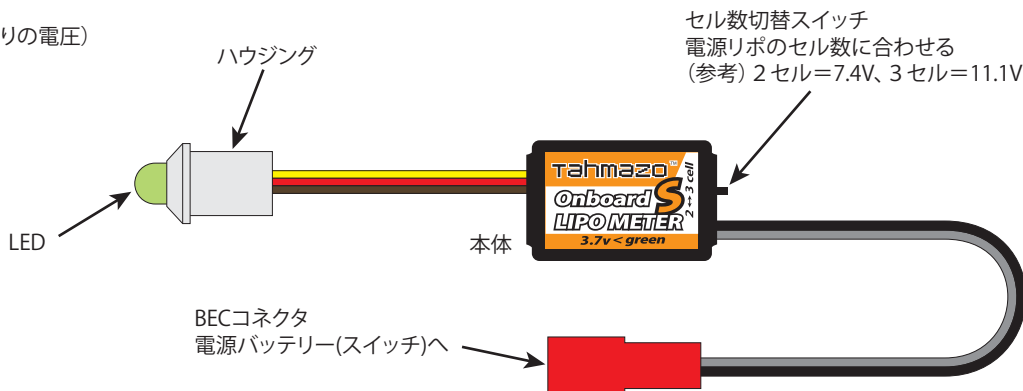 りの電圧）
ハウジング
セル数切替スイッチ
電源リポのセル数に合わせる
（参考）２セル＝7.4V、３セル＝11.1V
LED
本体
Tahmazo™
Onboard S
LIPO METER
3.7v < green
2 ↔ 3 cell
BECコネクタ
電源バッテリー(スイッチ)へ